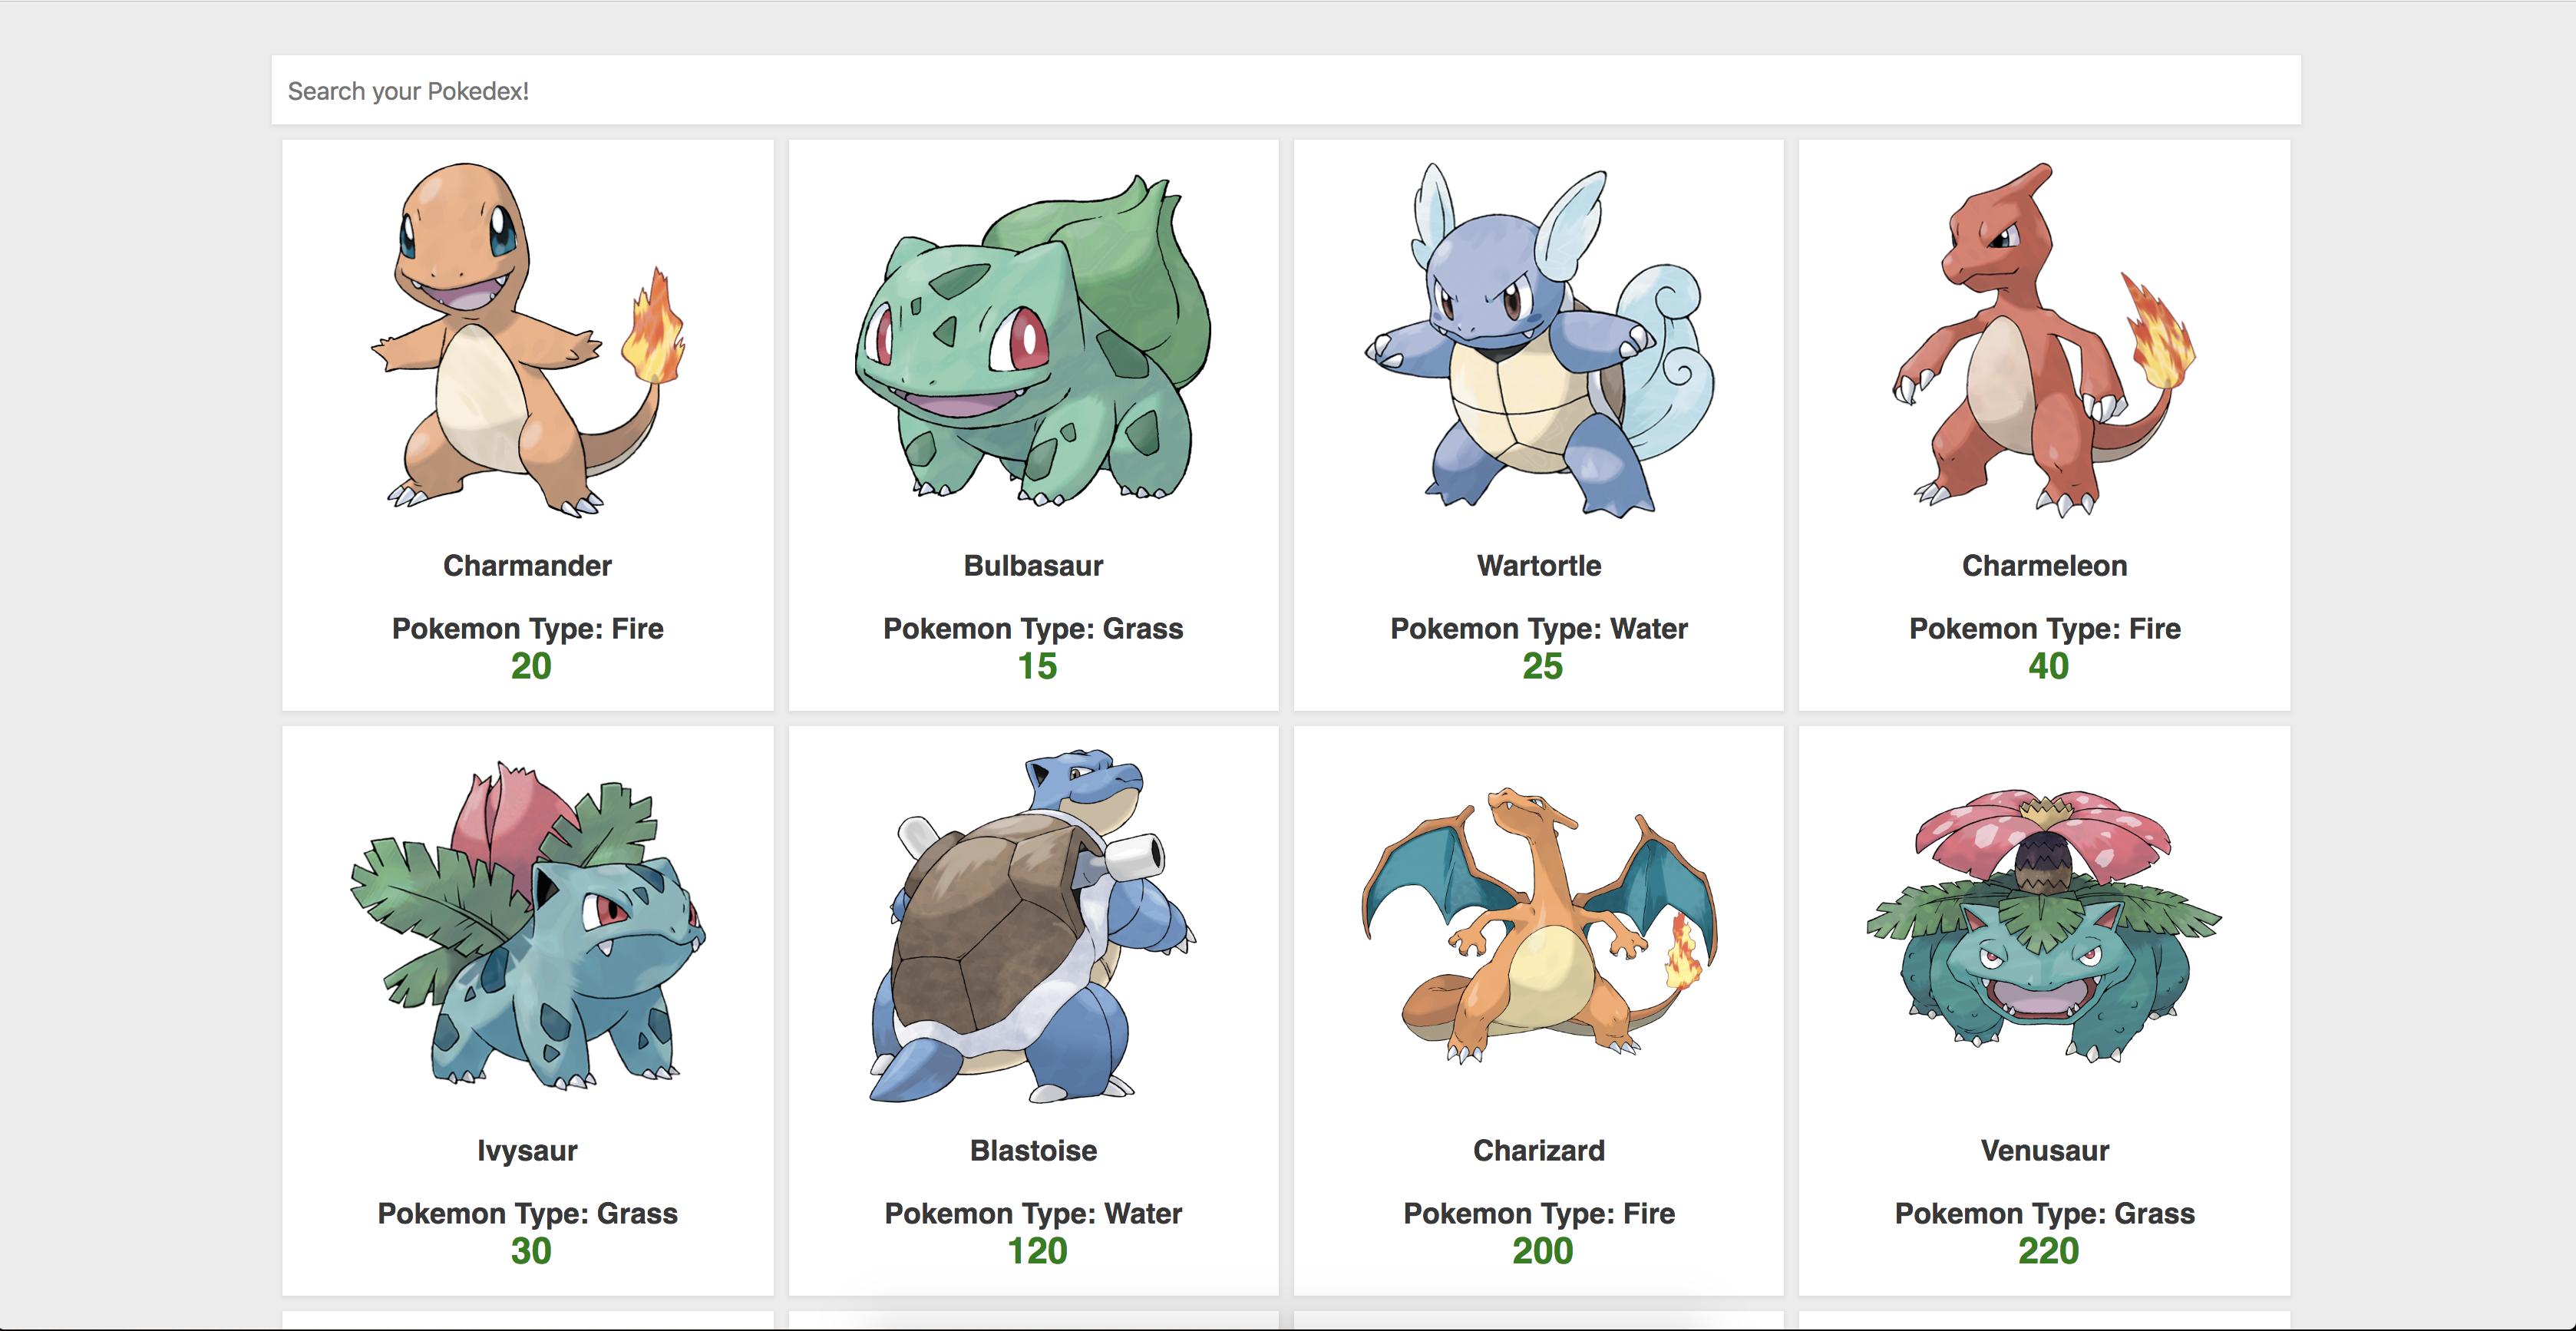 Search your Pokedex!
Charmander
Bulbasaur
Wartortle
Charmeleon
Pokemon Type: Fire
Pokemon Type: Grass
Pokemon Type: Water
Pokemon Type: Fire
20
15
25
40
Ivysaur
Blastoise
Charizard
Venusaur
Pokemon Type: Grass
Pokemon Type: Water
Pokemon Type: Fire
Pokemon Type: Grass
30
120
200
220